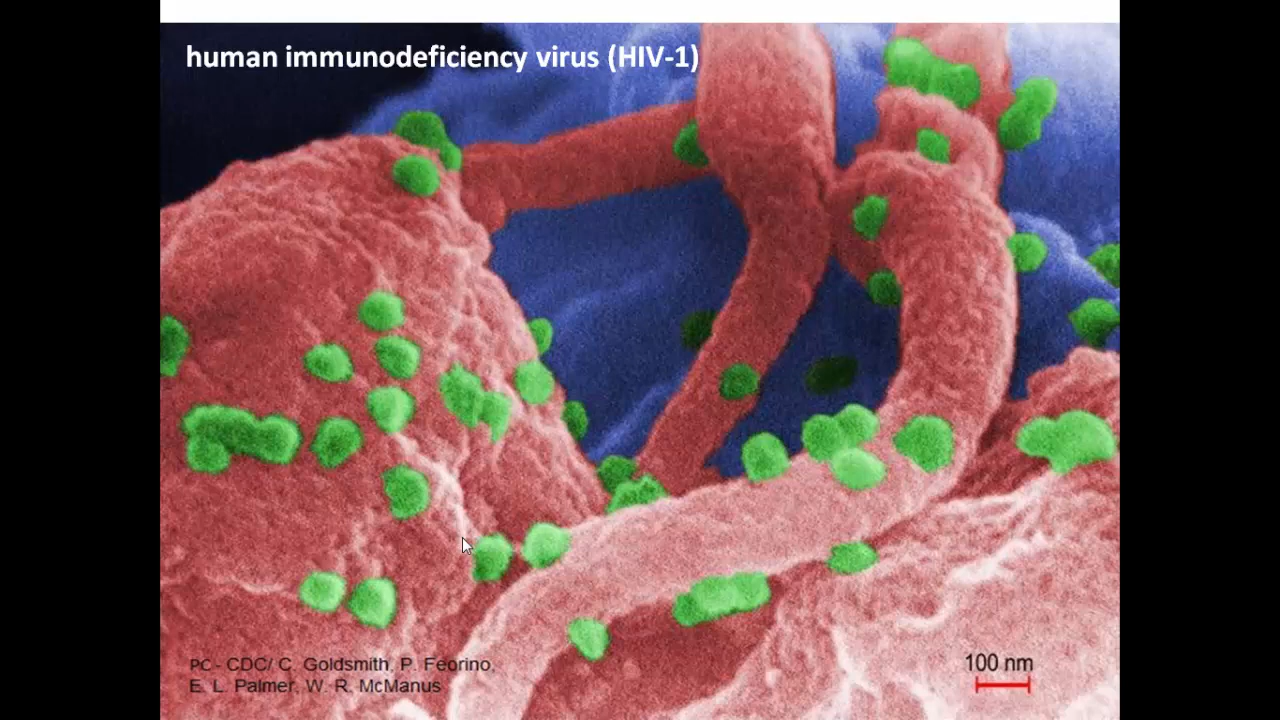 human immunodeficiency virus (HIV-1)
PC - CDC/ C. Goldsmith, P. Feorino,
E. L. Palmer, W. R. McManus
100 nm